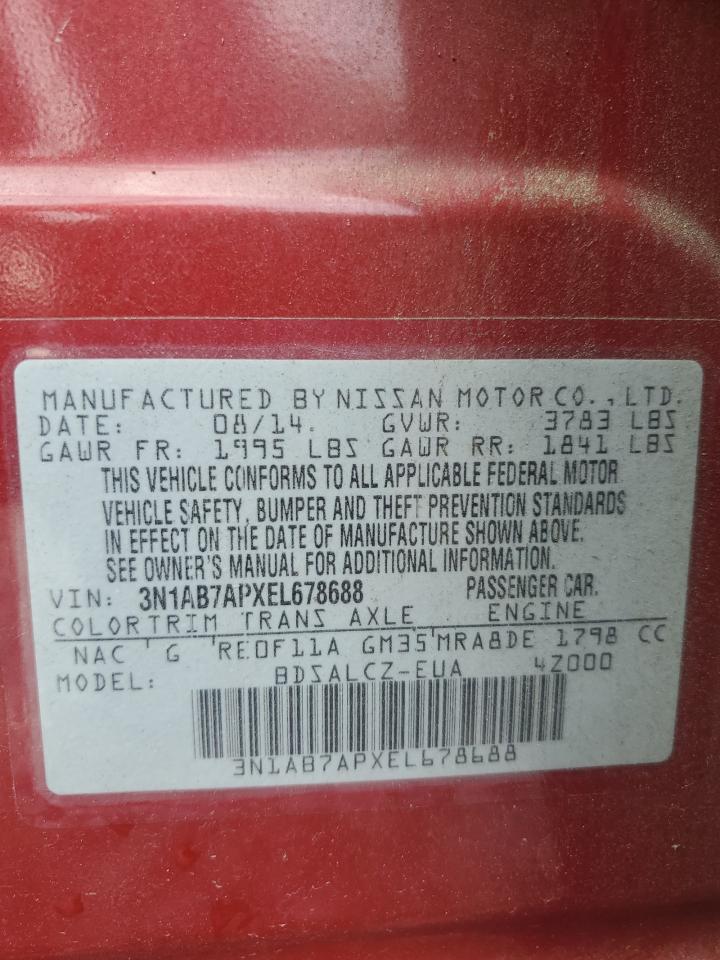 MANUFACTURED BY NISSAN MOTOR CO., LTD.
DATE: 08/14. GVWR: 3783 LBS
GAWR FR: 1995 LBS GAWR RR: 1841 LBS
THIS VEHICLE CONFORMS TO ALL APPLICABLE FEDERAL MOTOR
VEHICLE SAFETY, BUMPER AND THEFT PREVENTION STANDARDS
IN EFFECT ON THE DATE OF MANUFACTURE SHOWN ABOVE.
SEE OWNER'S MANUAL FOR ADDITIONAL INFORMATION.
VIN: 3N1AB7APXEL678688 PASSENGER CAR.
COLOR TRIM TRANS AXLE ENGINE
NAC G RE0F11A GM35 MRA8DE 1798 CC
MODEL: BDSALCZ-EUA 4Z000
3N1AB7APXEL678688